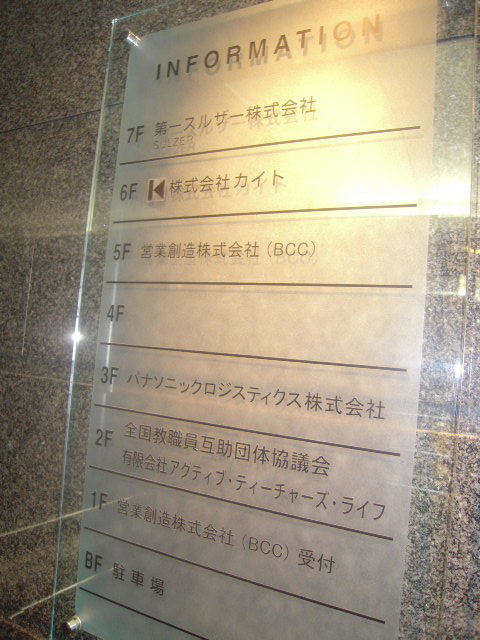 INFORMATION
7F 第一スルザー株式会社
SULZER
6F 株式会社カイト
5F 営業創造株式会社 (BCC)
4F
3F パナソニックロジスティクス株式会社
2F 全国教職員互助団体協議会
有限会社アクティブ・ティーチャーズ・ライフ
1F 営業創造株式会社 (BCC) 受付
BF 駐車場